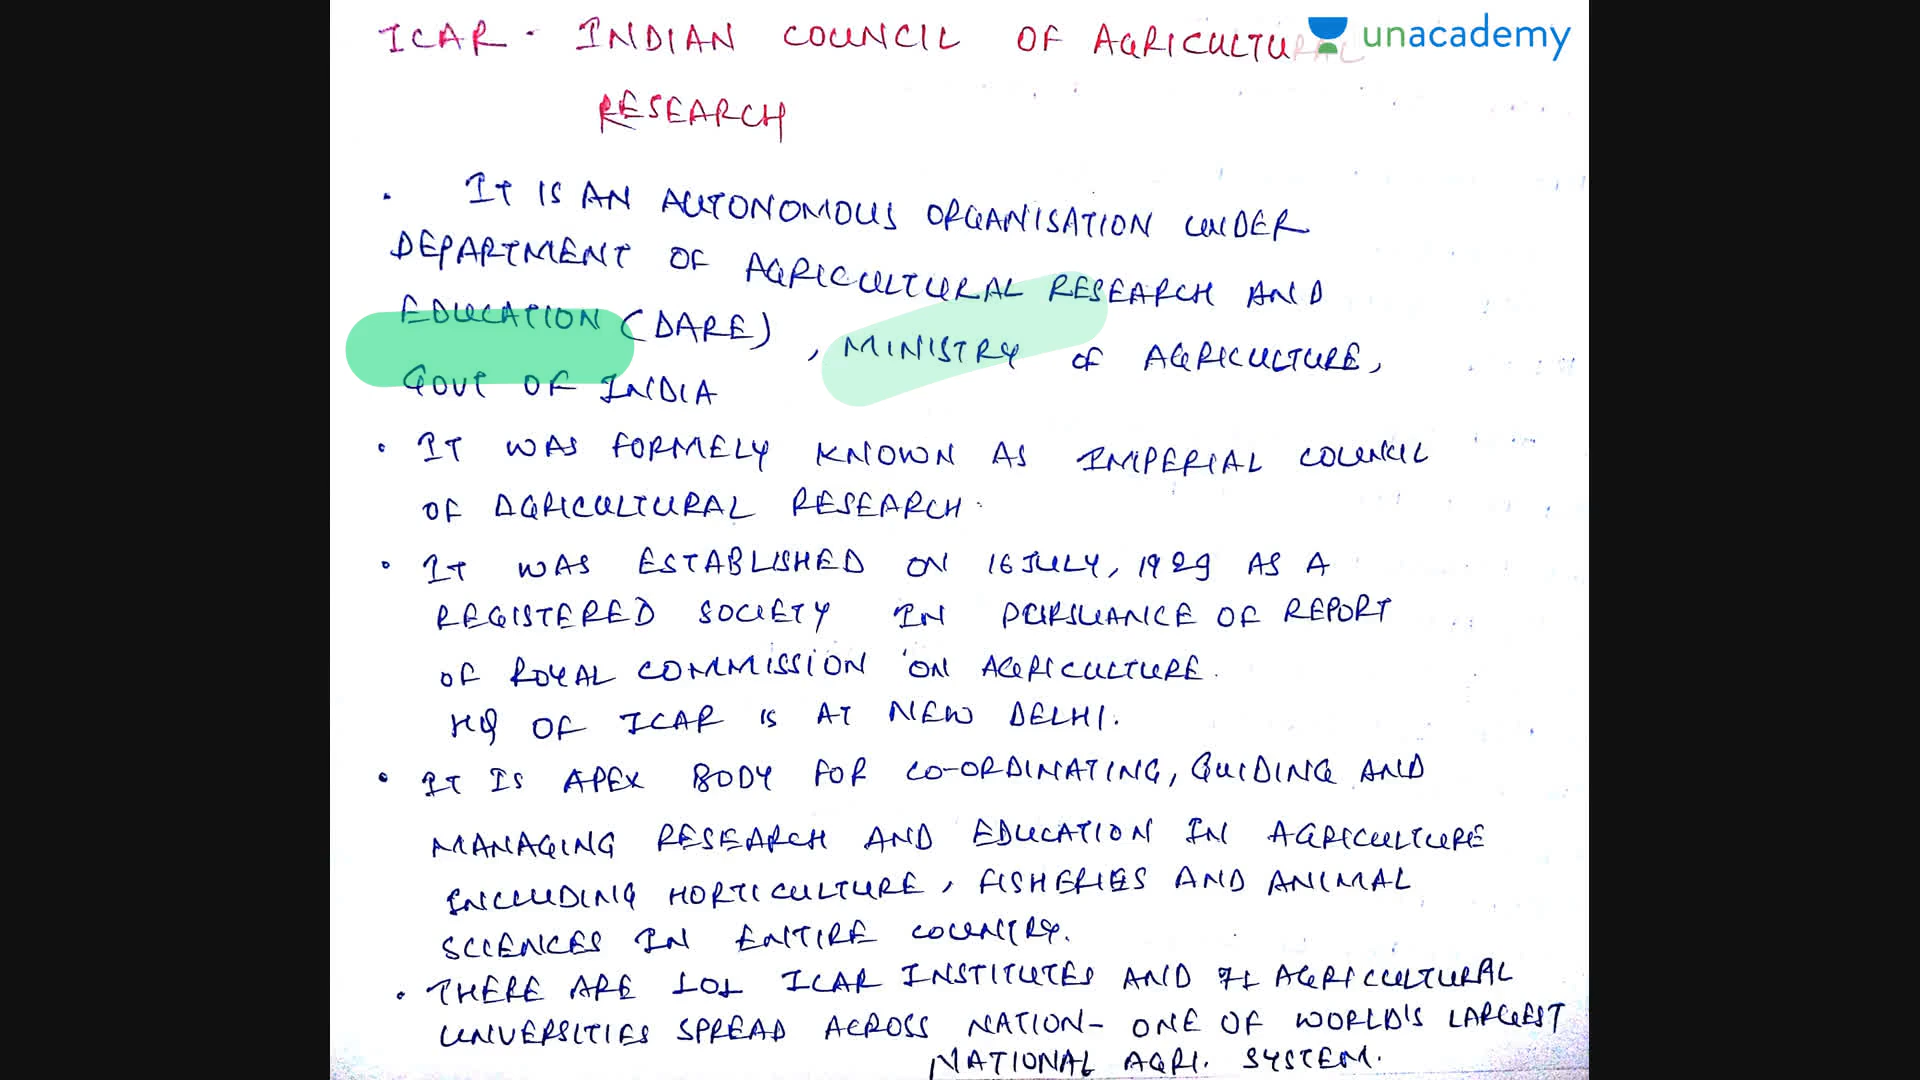 ICAR - INDIAN COUNCIL OF AGRICULTURAL
unacademy
RESEARCH
• IT IS AN AUTONOMOUS ORGANISATION UNDER
DEPARTMENT OF AGRICULTURAL RESEARCH AND
EDUCATION (DARE), MINISTRY OF AGRICULTURE,
GOVT OF INDIA
• IT WAS FORMELY KNOWN AS IMPERIAL COUNCIL
OF AGRICULTURAL RESEARCH.
• IT WAS ESTABLISHED ON 16 JULY, 1929 AS A
REGISTERED SOCIETY IN PURSUANCE OF REPORT
OF ROYAL COMMISSION ON AGRICULTURE.
HQ OF ICAR IS AT NEW DELHI.
• IT IS APEX BODY FOR CO-ORDINATING, GUIDING AND
MANAGING RESEARCH AND EDUCATION IN AGRICULTURE
INCLUDING HORTICULTURE, FISHERIES AND ANIMAL
SCIENCES IN ENTIRE COUNTRY.
• THERE ARE 101 ICAR INSTITUTES AND 71 AGRICULTURAL
UNIVERSITIES SPREAD ACROSS NATION - ONE OF WORLD'S LARGEST
NATIONAL AGRI. SYSTEM.